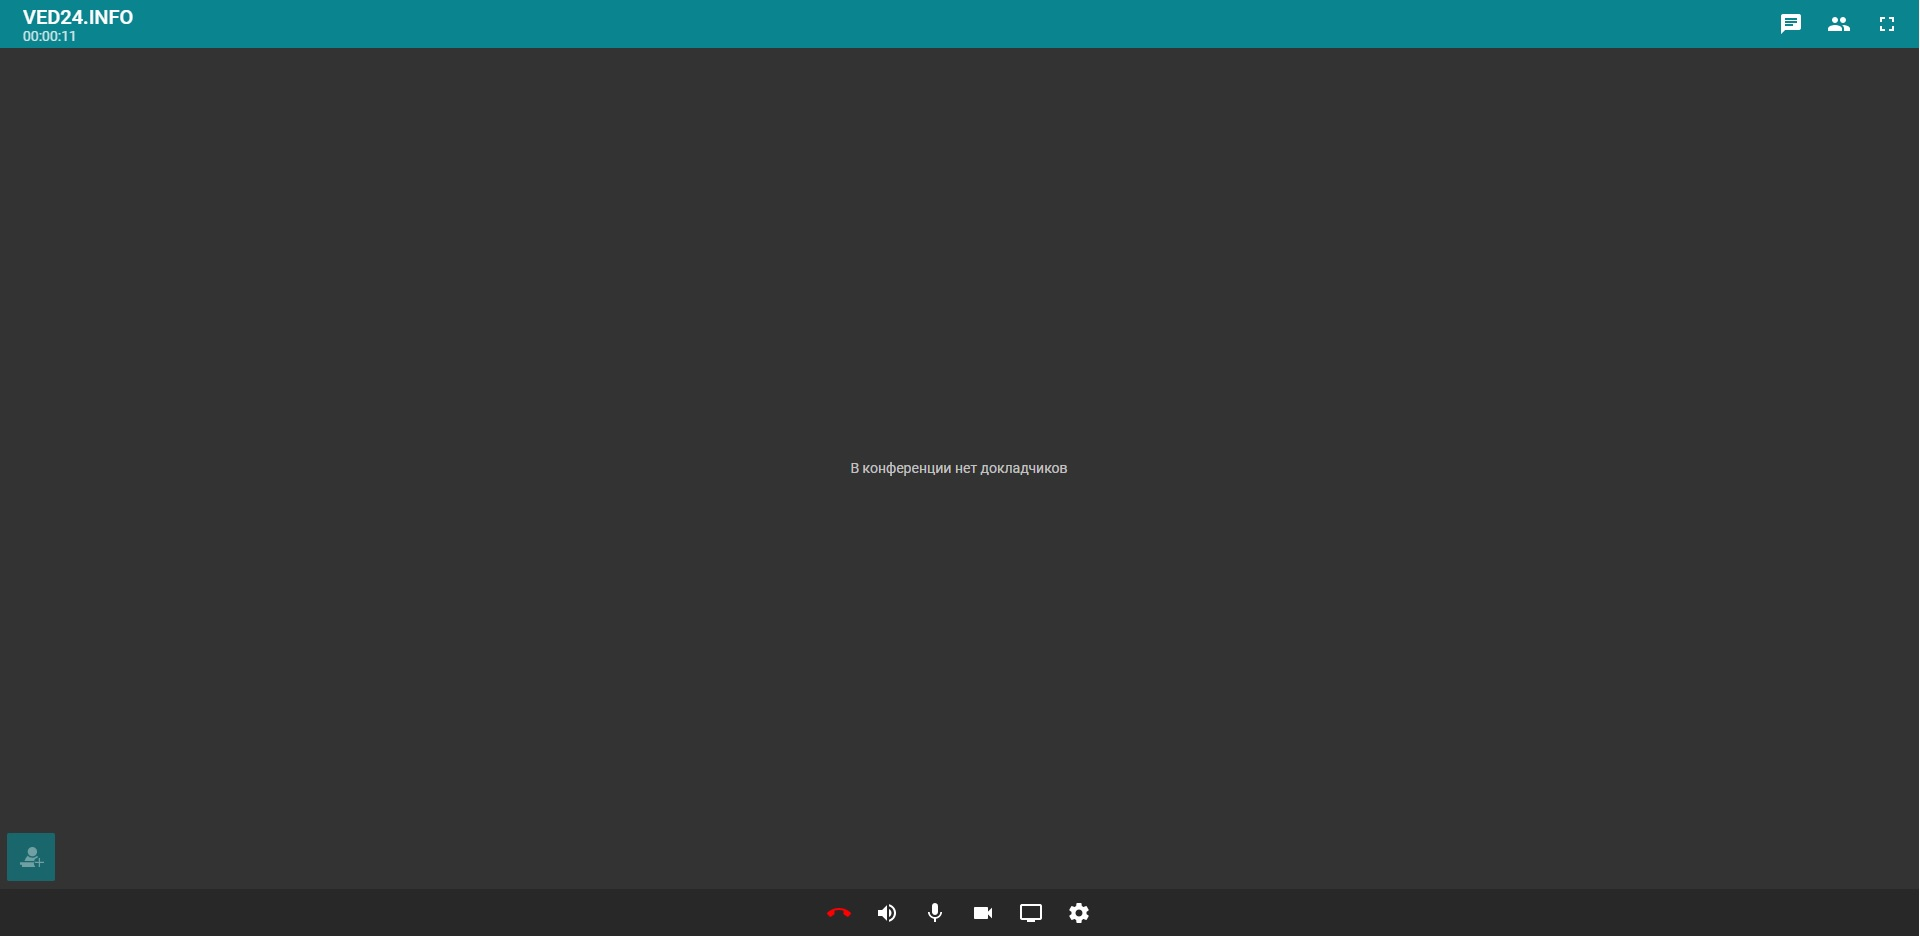 VED24.INFO
00:00:11
В конференции нет докладчиков